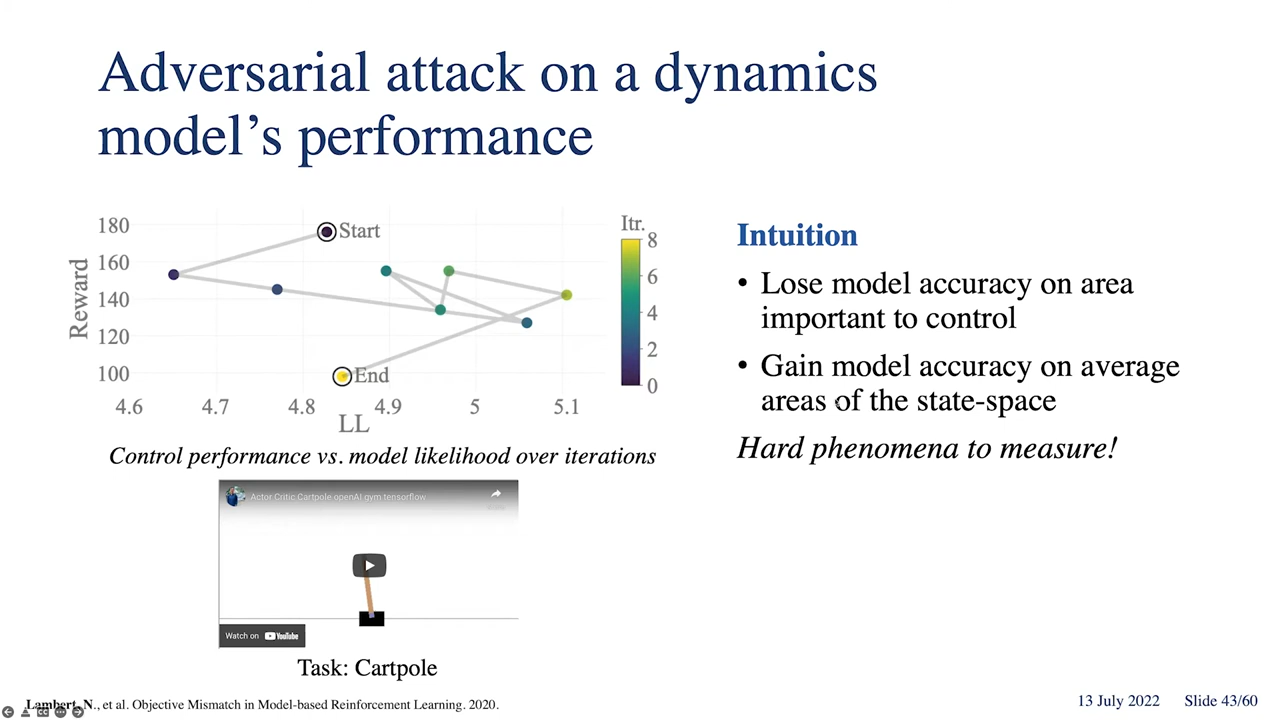 Adversarial attack on a dynamics
model's performance
180
160
140
120
100
Reward
Start
End
4.6
4.7
4.8
4.9
5
5.1
LL
Itr.
8
6
4
2
0
Control performance vs. model likelihood over iterations
Actor Critic Cartpole openAI gym tensorflow
Watch on YouTube
Task: Cartpole
Intuition
• Lose model accuracy on area
important to control
• Gain model accuracy on average
areas of the state-space
Hard phenomena to measure!
Lambert, N., et al. Objective Mismatch in Model-based Reinforcement Learning. 2020.
13 July 2022
Slide 43/60